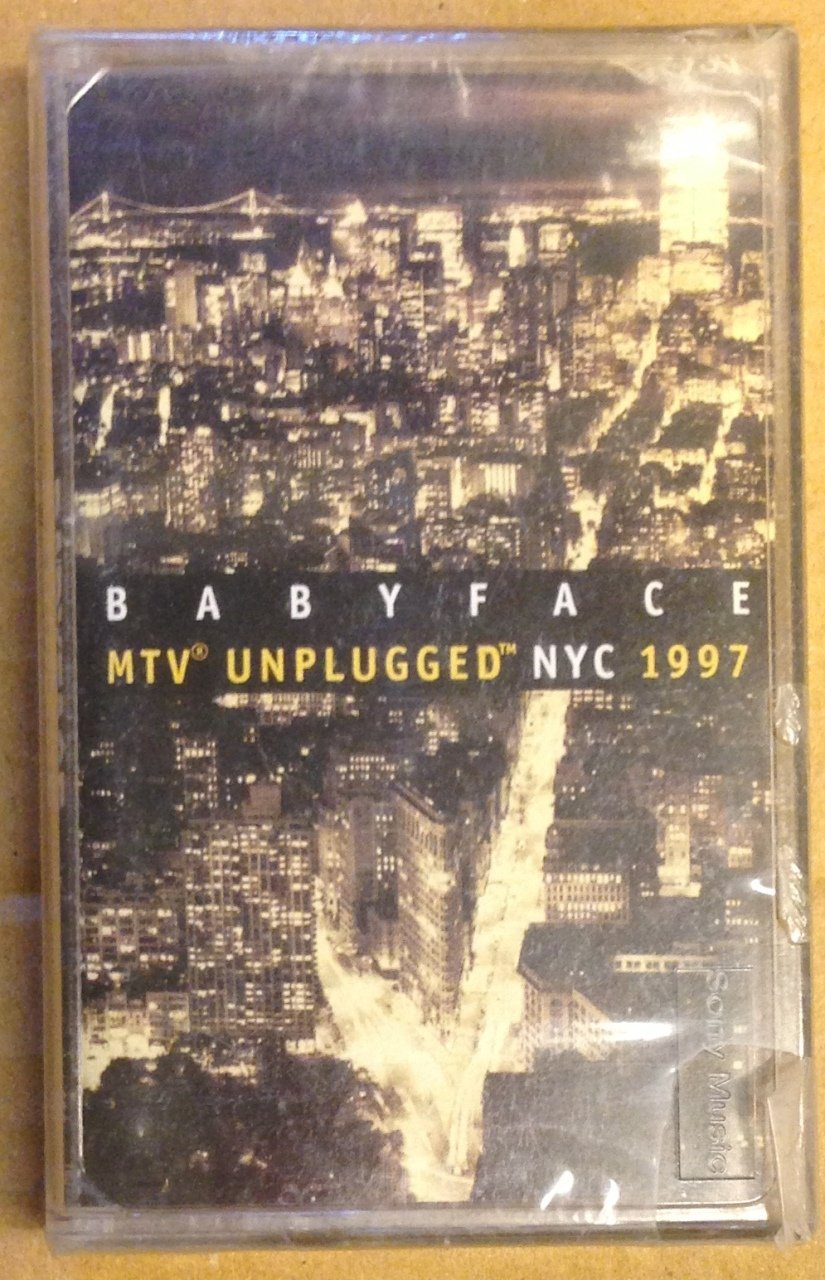 BABYFACE
MTV® UNPLUGGED™ NYC 1997
Sony Music